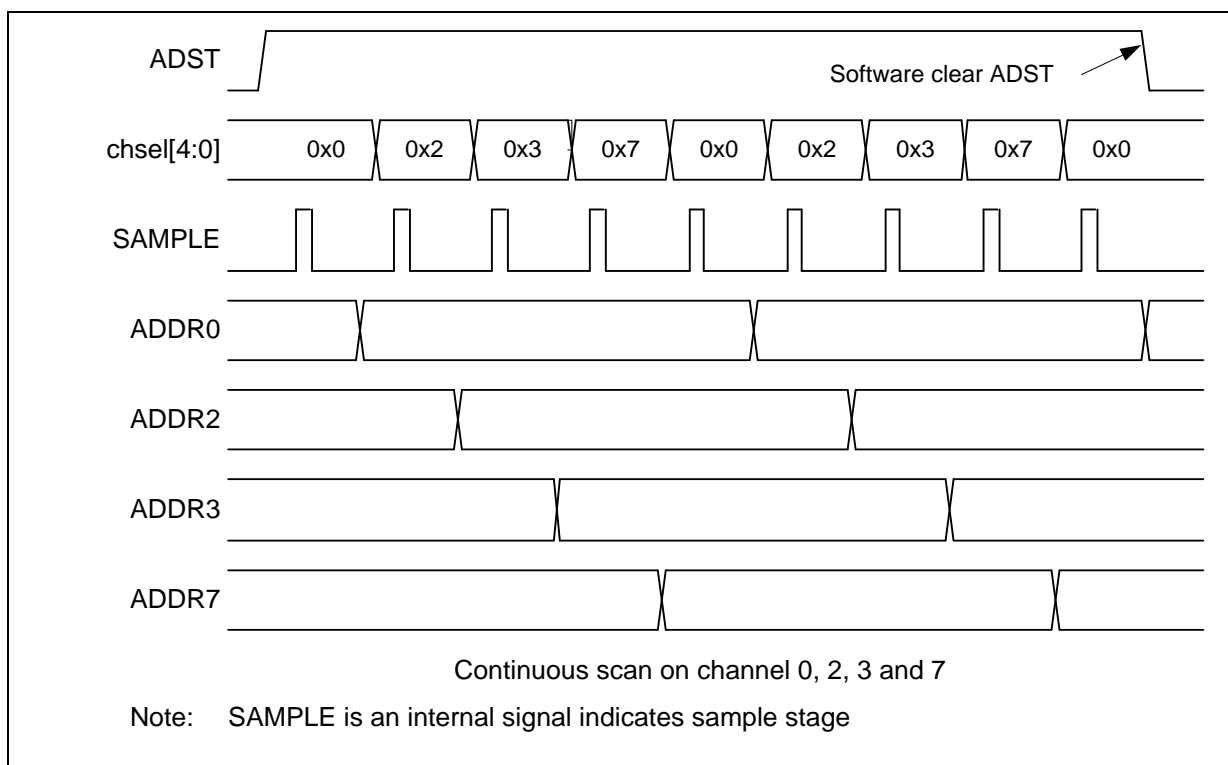 ADST
Software clear ADST
chsel[4:0] 0x0 0x2 0x3 0x7 0x0 0x2 0x3 0x7 0x0
SAMPLE
ADDR0
ADDR2
ADDR3
ADDR7
Continuous scan on channel 0, 2, 3 and 7
Note: SAMPLE is an internal signal indicates sample stage